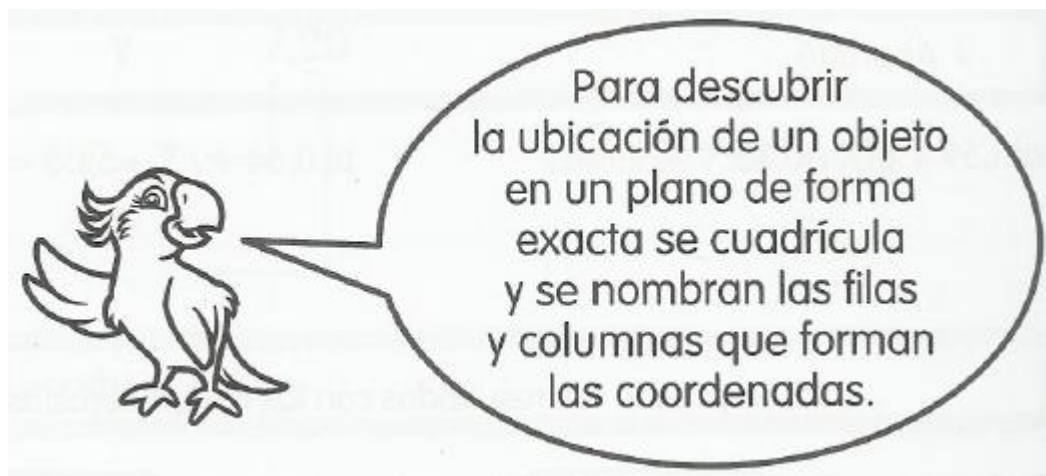 Para descubrir
la ubicación de un objeto
en un plano de forma
exacta se cuadrícula
y se nombran las filas
y columnas que forman
las coordenadas.